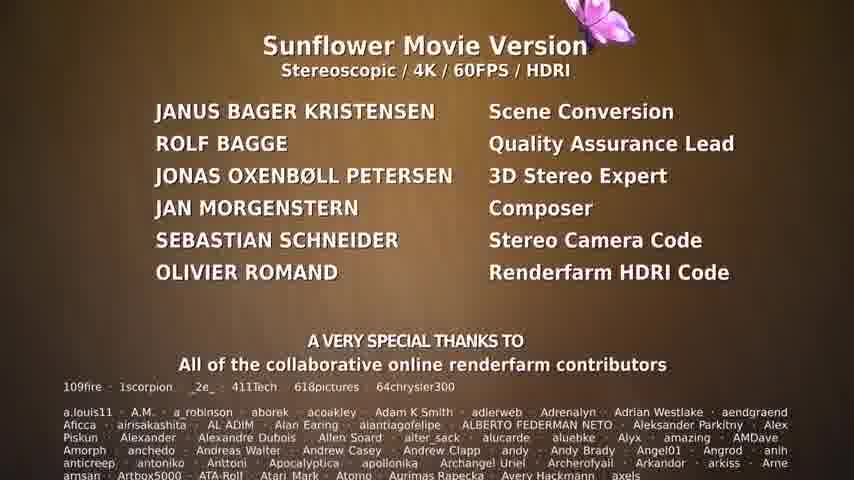 Sunflower Movie Version
Stereoscopic / 4K / 60FPS / HDRI
JANUS BAGER KRISTENSEN Scene Conversion
ROLF BAGGE Quality Assurance Lead
JONAS OXENBØLL PETERSEN 3D Stereo Expert
JAN MORGENSTERN Composer
SEBASTIAN SCHNEIDER Stereo Camera Code
OLIVIER ROMAND Renderfarm HDRI Code
A VERY SPECIAL THANKS TO
All of the collaborative online renderfarm contributors
109fire · 1scorpion · _2e_ · 411Tech · 618pictures · 64chrysler300
a.louis11 · A.M. · a_robinson · aborek · acoakley · Adam K Smith · adlerweb · Adrenalyn · Adrian Westlake · aendgraend
Aficca · airisakashita · AL ADIM · Alan Earing · alantiagofelipe · ALBERTO FEDERMAN NETO · Aleksander Parkitny · Alex
Piskun · Alexander · Alexandre Dubois · Allen Soard · alter_sack · alucarde · aluebke · Alyx · amazing · AMDave
Amorph · anchedo · Andreas Walter · Andrew Casey · Andrew Clapp · andy · Andy Brady · Angel01 · Angrod · anih
anticreep · antoniko · Anttoni · Apocalyptica · apollonika · Archangel Uriel · Archerofyail · Arkandor · arkiss · Arne
amsan · Artbox5000 · ATA-Roll · Atari Mark · Atomo · Aurimas Rapecka · Avery Hackmann · axels